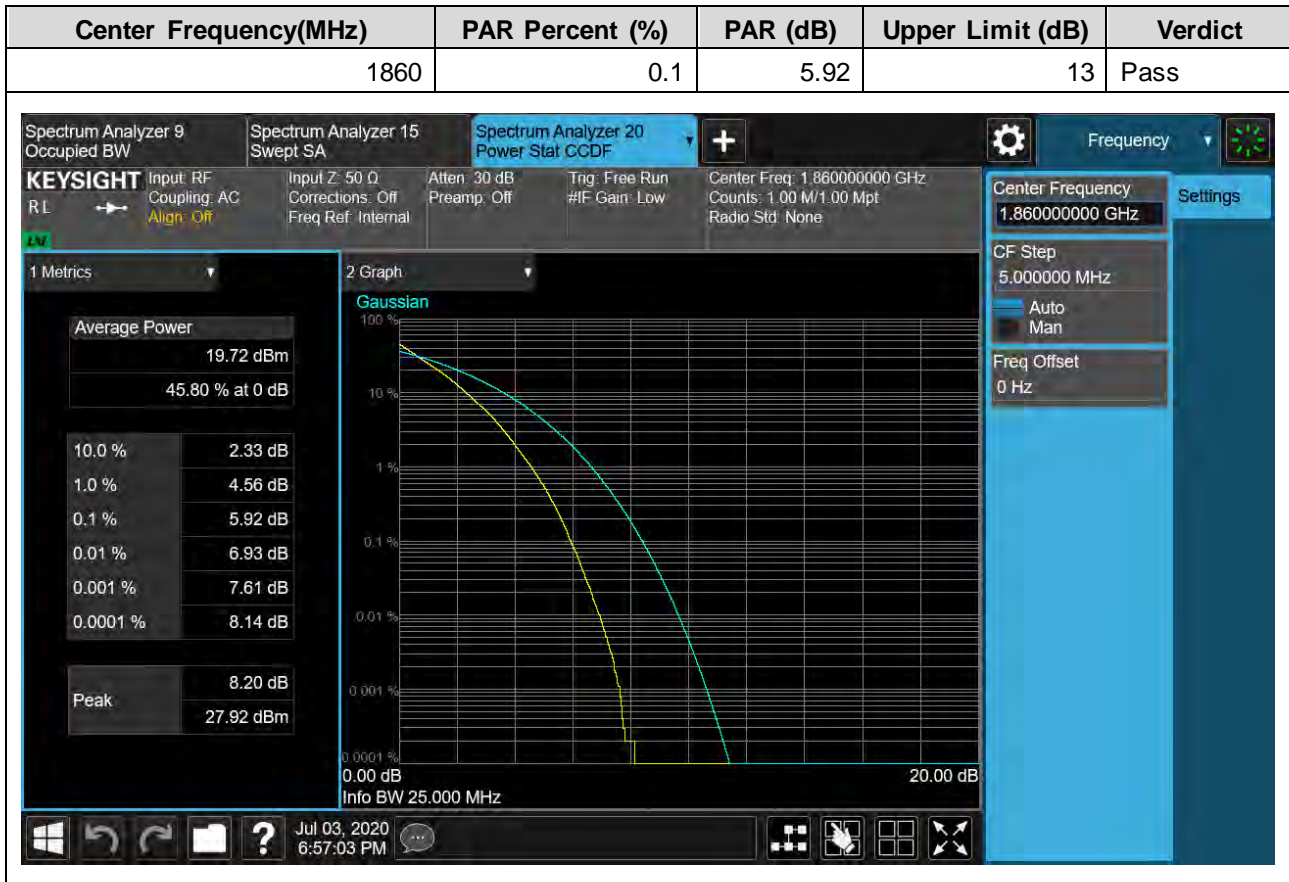 Center Frequency(MHz) PAR Percent (%) PAR (dB) Upper Limit (dB) Verdict
1860 0.1 5.92 13 Pass
Spectrum Analyzer 9 Spectrum Analyzer 15 Spectrum Analyzer 20 Frequency
Occupied BW Swept SA Power Stat CCDF
KEYSIGHT Input: RF Input Z: 50 Ω Atten: 30 dB Trig: Free Run Center Freq: 1.860000000 GHz
RL Coupling: AC Corrections: Off Preamp: Off #IF Gain: Low Counts: 1.00 M/1.00 Mpt
Align: Off Freq Ref: Internal Radio Std: None
LNI
Center Frequency Settings
1.860000000 GHz
CF Step
5.000000 MHz
Auto
Man
Freq Offset
0 Hz
1 Metrics
Average Power
19.72 dBm
45.80 % at 0 dB
10.0 % 2.33 dB
1.0 % 4.56 dB
0.1 % 5.92 dB
0.01 % 6.93 dB
0.001 % 7.61 dB
0.0001 % 8.14 dB
Peak 8.20 dB
27.92 dBm
2 Graph
Gaussian
100 %
10 %
1 %
0.1 %
0.01 %
0.001 %
0.0001 %
0.00 dB 20.00 dB
Info BW 25.000 MHz
? Jul 03, 2020
6:57:03 PM